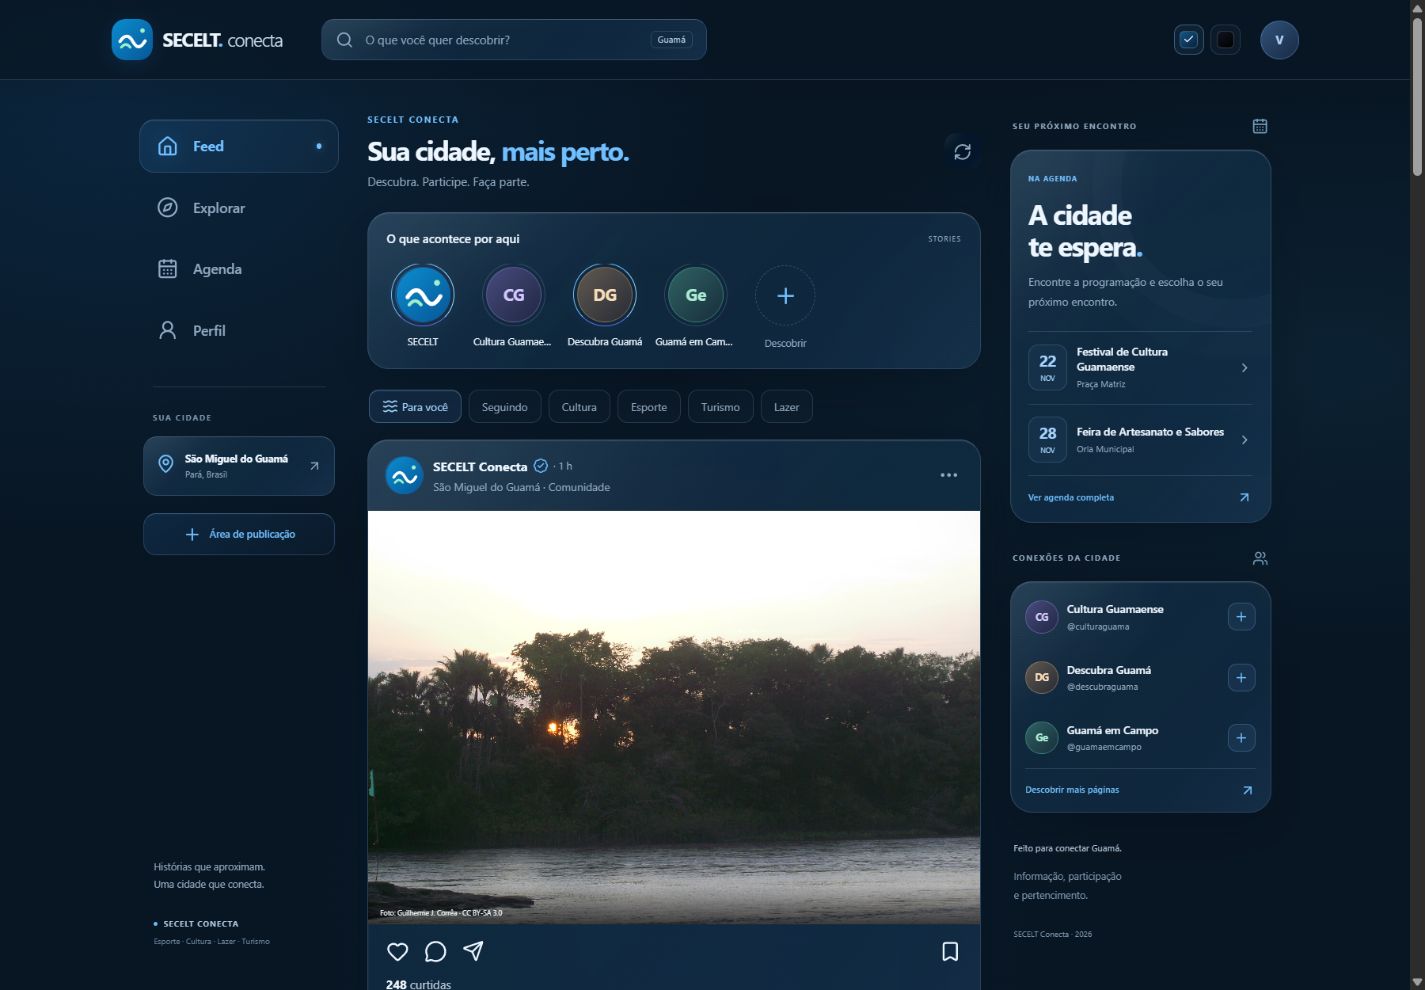 SECELT. conecta
O que você quer descobrir?
Guamá
V
Feed
Explorar
Agenda
Perfil
SUA CIDADE
São Miguel do Guamá
Pará, Brasil
Área de publicação
Histórias que aproximam.
Uma cidade que conecta.
SECELT CONECTA
Esporte · Cultura · Lazer · Turismo
SECELT CONECTA
Sua cidade, mais perto.
Descubra. Participe. Faça parte.
O que acontece por aqui
STORIES
CG
DG
Ge
SECELT
Cultura Guamae...
Descubra Guamá
Guamá em Cam...
Descobrir
Para você
Seguindo
Cultura
Esporte
Turismo
Lazer
SECELT Conecta · 1 h
São Miguel do Guamá · Comunidade
Foto: Guilherme J. Corrêa · CC BY-SA 3.0
248 curtidas
SEU PRÓXIMO ENCONTRO
NA AGENDA
A cidade
te espera.
Encontre a programação e escolha o seu
próximo encontro.
22
NOV
Festival de Cultura
Guamaense
Praça Matriz
28
NOV
Feira de Artesanato e Sabores
Orla Municipal
Ver agenda completa
CONEXÕES DA CIDADE
CG
Cultura Guamaense
@culturaguama
DG
Descubra Guamá
@descubraguama
Ge
Guamá em Campo
@guamaemcampo
Descobrir mais páginas
Feito para conectar Guamá.
Informação, participação
e pertencimento.
SECELT Conecta · 2026